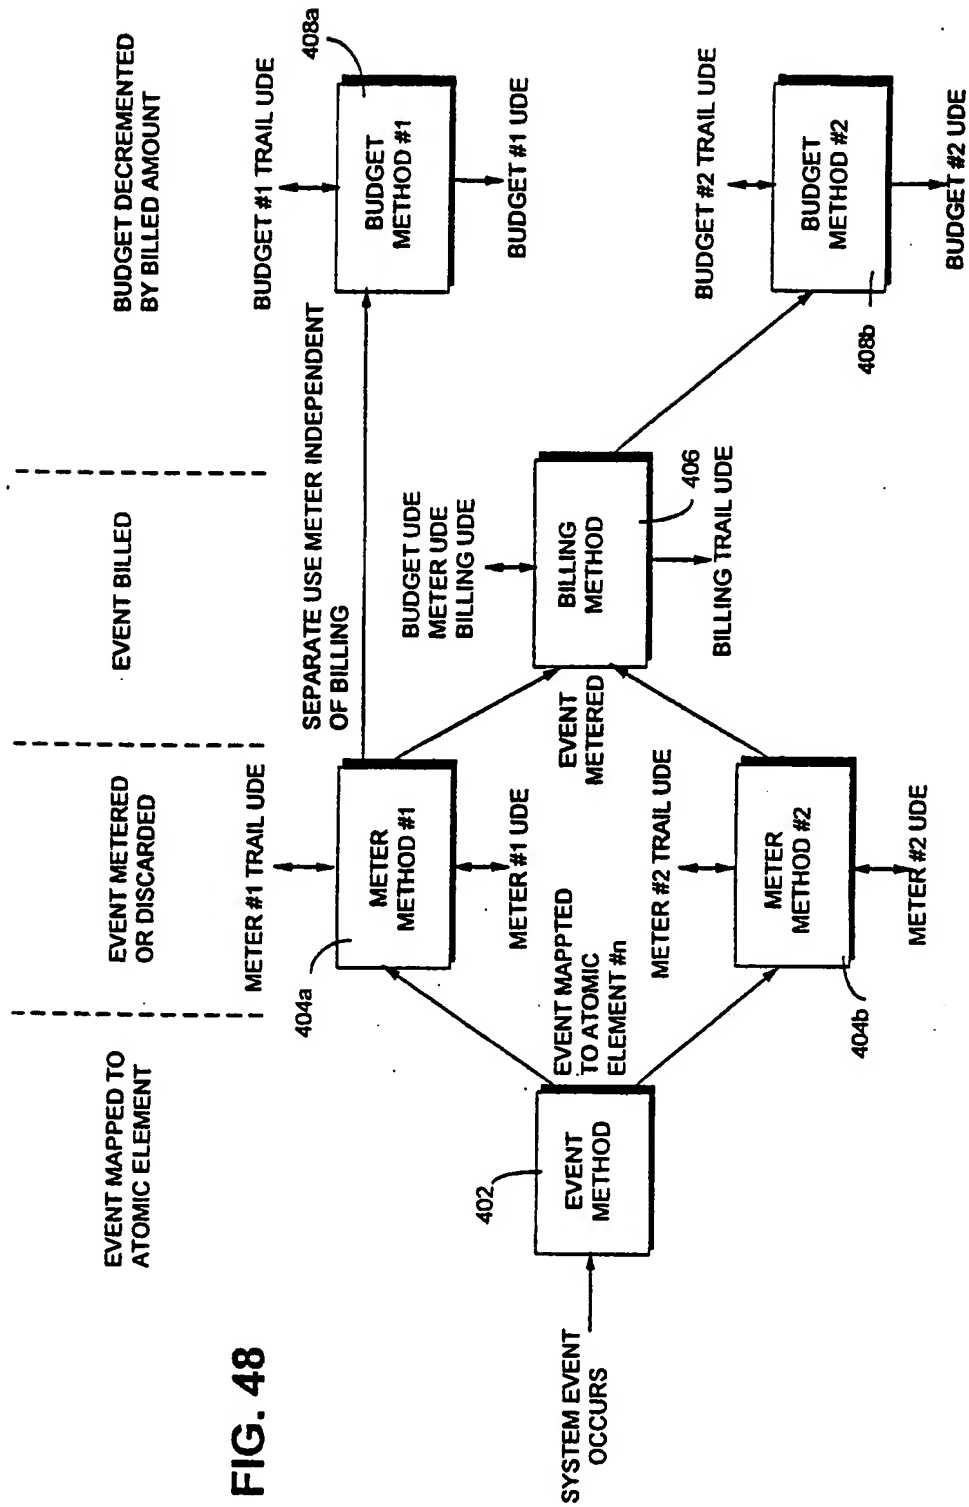 FIG. 48
EVENT MAPPED TO
ATOMIC ELEMENT
EVENT METERED
OR DISCARDED
EVENT BILLED
BUDGET DECREMENTED
BY BILLED AMOUNT
SYSTEM EVENT
OCCURS
402
EVENT
METHOD
EVENT MAPPTED
TO ATOMIC
ELEMENT #n
METER #1 TRAIL UDE
404a
METER
METHOD #1
METER #1 UDE
METER #2 TRAIL UDE
METER
METHOD #2
404b
METER #2 UDE
SEPARATE USE METER INDEPENDENT
OF BILLING
EVENT
METERED
BUDGET UDE
METER UDE
BILLING UDE
BILLING
METHOD
406
BILLING TRAIL UDE
BUDGET #1 TRAIL UDE
408a
BUDGET
METHOD #1
BUDGET #1 UDE
BUDGET #2 TRAIL UDE
BUDGET
METHOD #2
408b
BUDGET #2 UDE